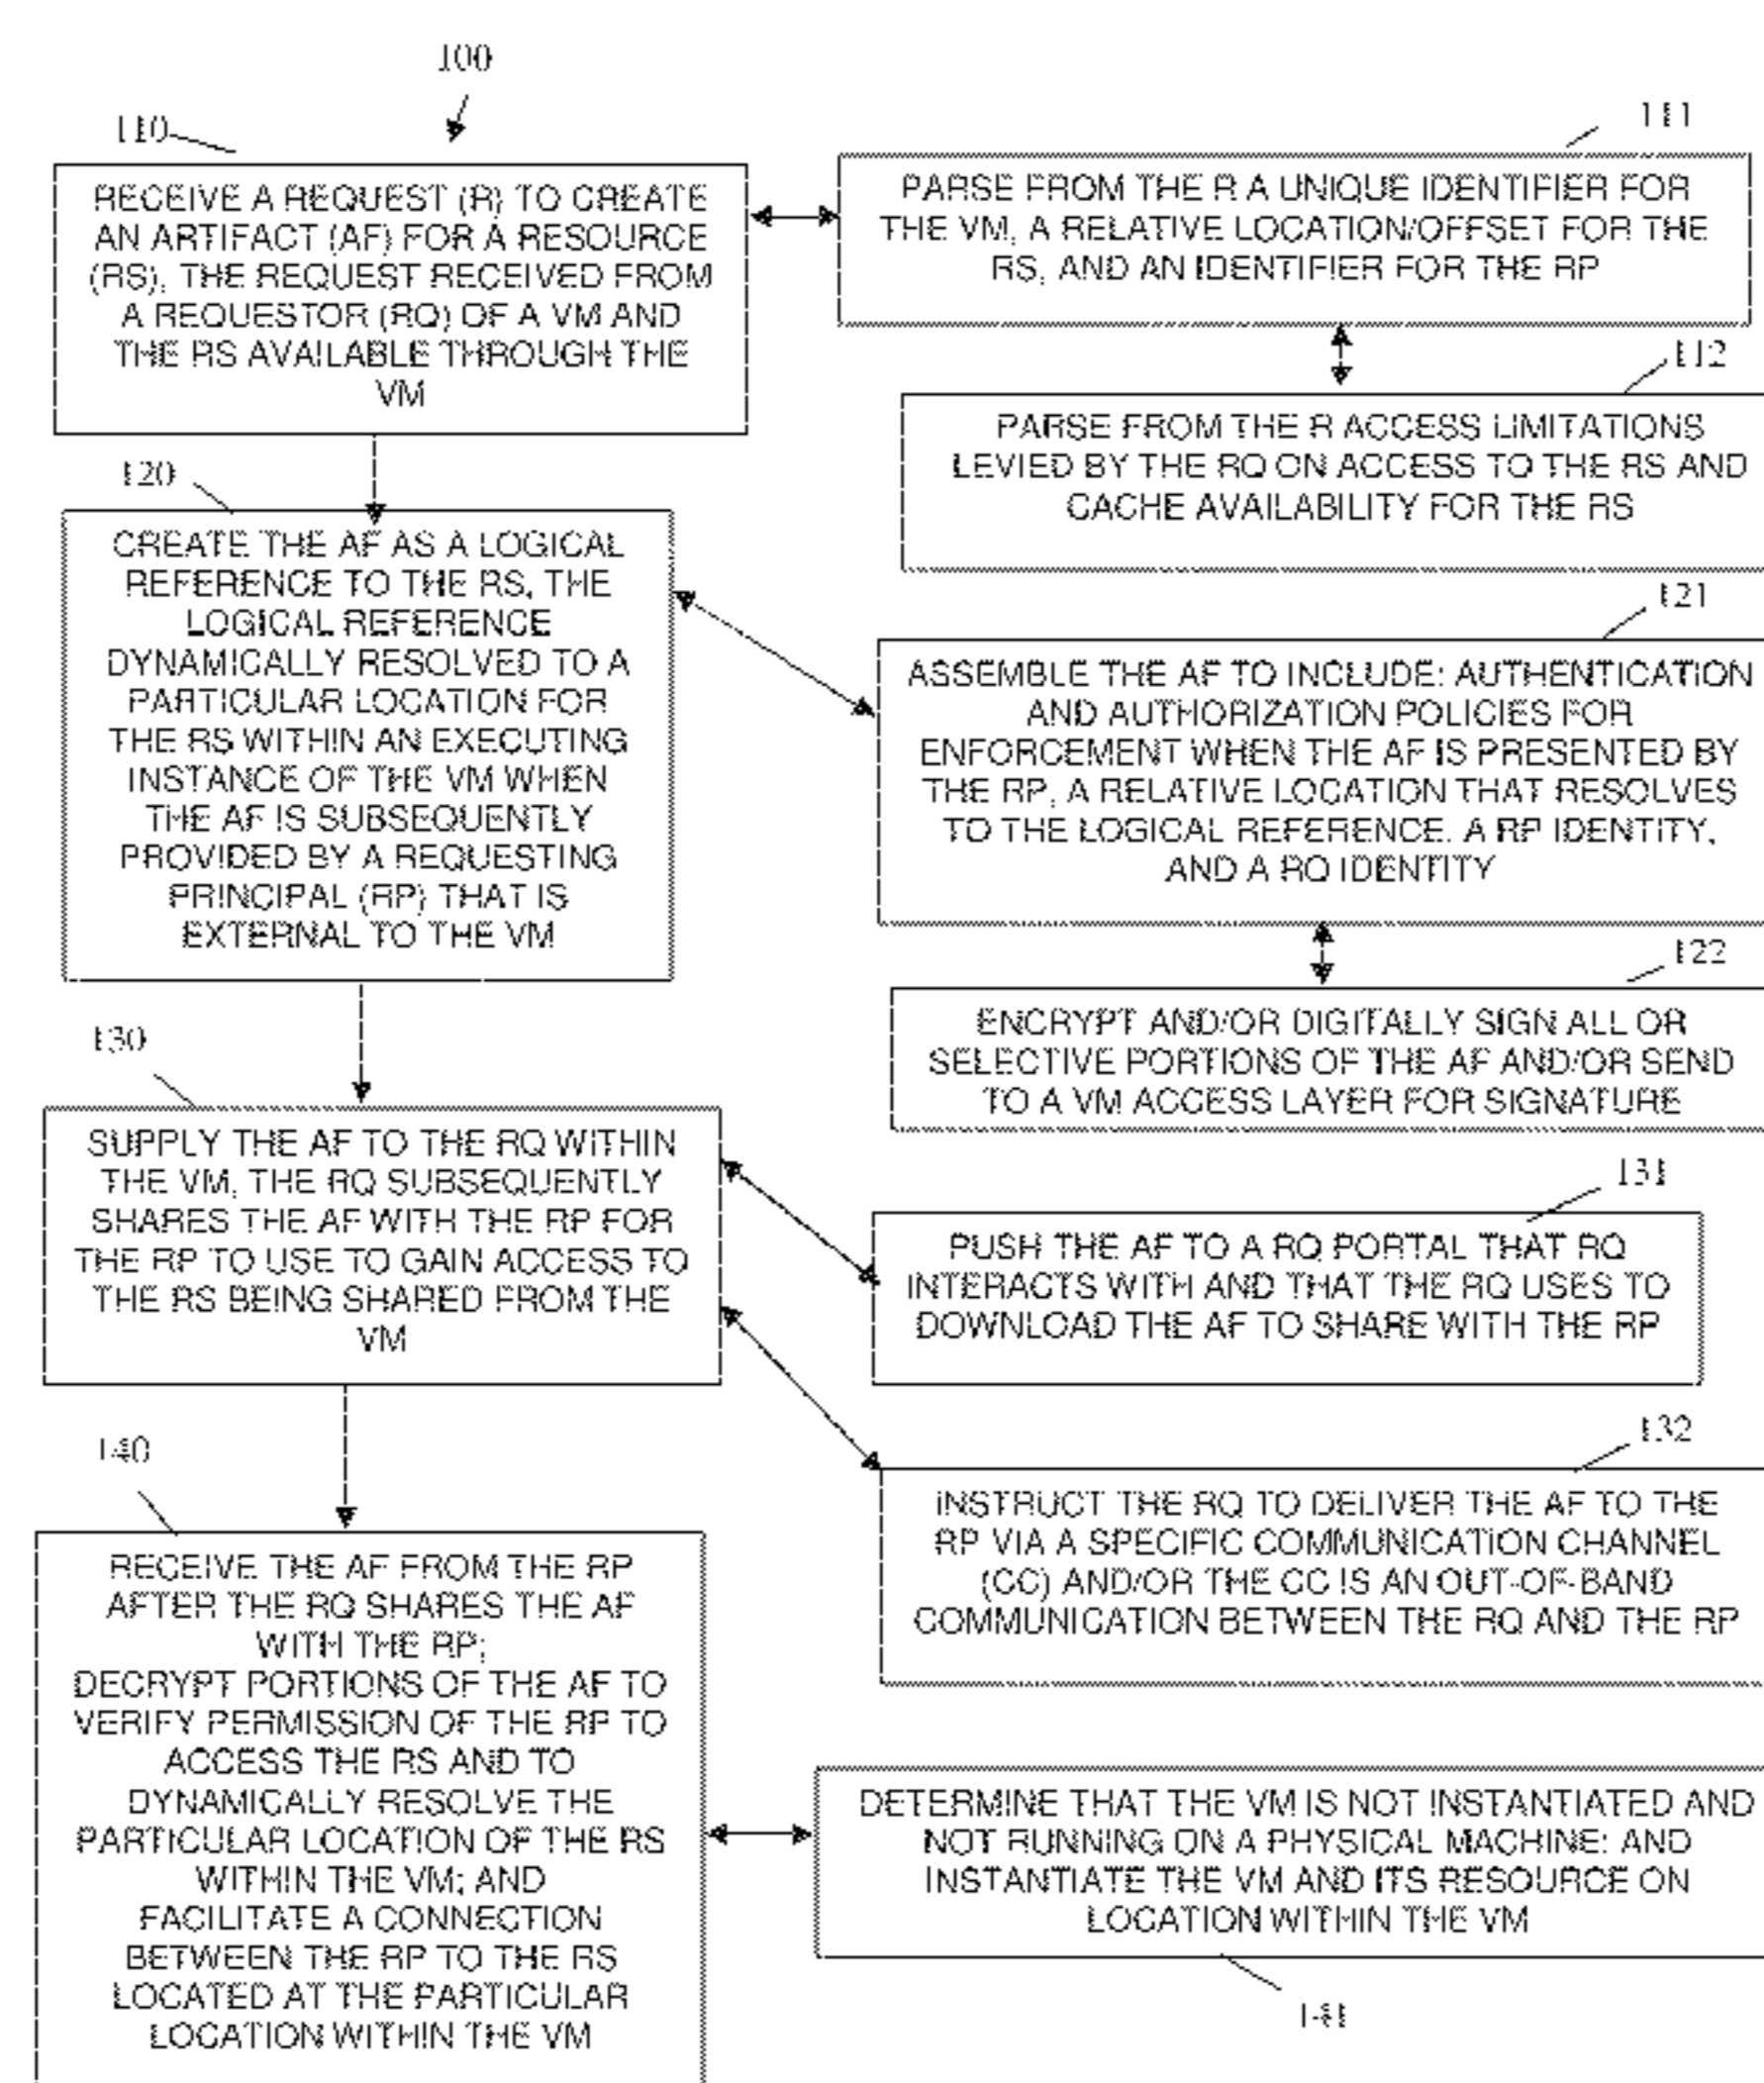 100
110
RECEIVE A REQUEST (R) TO CREATE
AN ARTIFACT (AF) FOR A RESOURCE
(RS), THE REQUEST RECEIVED FROM
A REQUESTOR (RQ) OF A VM AND
THE RS AVAILABLE THROUGH THE
VM
111
PARSE FROM THE R A UNIQUE IDENTIFIER FOR
THE VM, A RELATIVE LOCATION/OFFSET FOR THE
RS, AND AN IDENTIFIER FOR THE RP
112
PARSE FROM THE R ACCESS LIMITATIONS
LEVIED BY THE RQ ON ACCESS TO THE RS AND
CACHE AVAILABILITY FOR THE RS
120
CREATE THE AF AS A LOGICAL
REFERENCE TO THE RS, THE
LOGICAL REFERENCE
DYNAMICALLY RESOLVED TO A
PARTICULAR LOCATION FOR
THE RS WITHIN AN EXECUTING
INSTANCE OF THE VM WHEN
THE AF IS SUBSEQUENTLY
PROVIDED BY A REQUESTING
PRINCIPAL (RP) THAT IS
EXTERNAL TO THE VM
121
ASSEMBLE THE AF TO INCLUDE: AUTHENTICATION
AND AUTHORIZATION POLICIES FOR
ENFORCEMENT WHEN THE AF IS PRESENTED BY
THE RP, A RELATIVE LOCATION THAT RESOLVES
TO THE LOGICAL REFERENCE, A RP IDENTITY,
AND A RQ IDENTITY
122
ENCRYPT AND/OR DIGITALLY SIGN ALL OR
SELECTIVE PORTIONS OF THE AF AND/OR SEND
TO A VM ACCESS LAYER FOR SIGNATURE
130
SUPPLY THE AF TO THE RQ WITHIN
THE VM, THE RQ SUBSEQUENTLY
SHARES THE AF WITH THE RP FOR
THE RP TO USE TO GAIN ACCESS TO
THE RS BEING SHARED FROM THE
VM
131
PUSH THE AF TO A RQ PORTAL THAT RQ
INTERACTS WITH AND THAT THE RQ USES TO
DOWNLOAD THE AF TO SHARE WITH THE RP
132
INSTRUCT THE RQ TO DELIVER THE AF TO THE
RP VIA A SPECIFIC COMMUNICATION CHANNEL
(CC) AND/OR THE CC IS AN OUT-OF-BAND
COMMUNICATION BETWEEN THE RQ AND THE RP
140
RECEIVE THE AF FROM THE RP
AFTER THE RQ SHARES THE AF
WITH THE RP;
DECRYPT PORTIONS OF THE AF TO
VERIFY PERMISSION OF THE RP TO
ACCESS THE RS AND TO
DYNAMICALLY RESOLVE THE
PARTICULAR LOCATION OF THE RS
WITHIN THE VM; AND
FACILITATE A CONNECTION
BETWEEN THE RP TO THE RS
LOCATED AT THE PARTICULAR
LOCATION WITHIN THE VM
DETERMINE THAT THE VM IS NOT INSTANTIATED AND
NOT RUNNING ON A PHYSICAL MACHINE; AND
INSTANTIATE THE VM AND ITS RESOURCE ON
LOCATION WITHIN THE VM
141